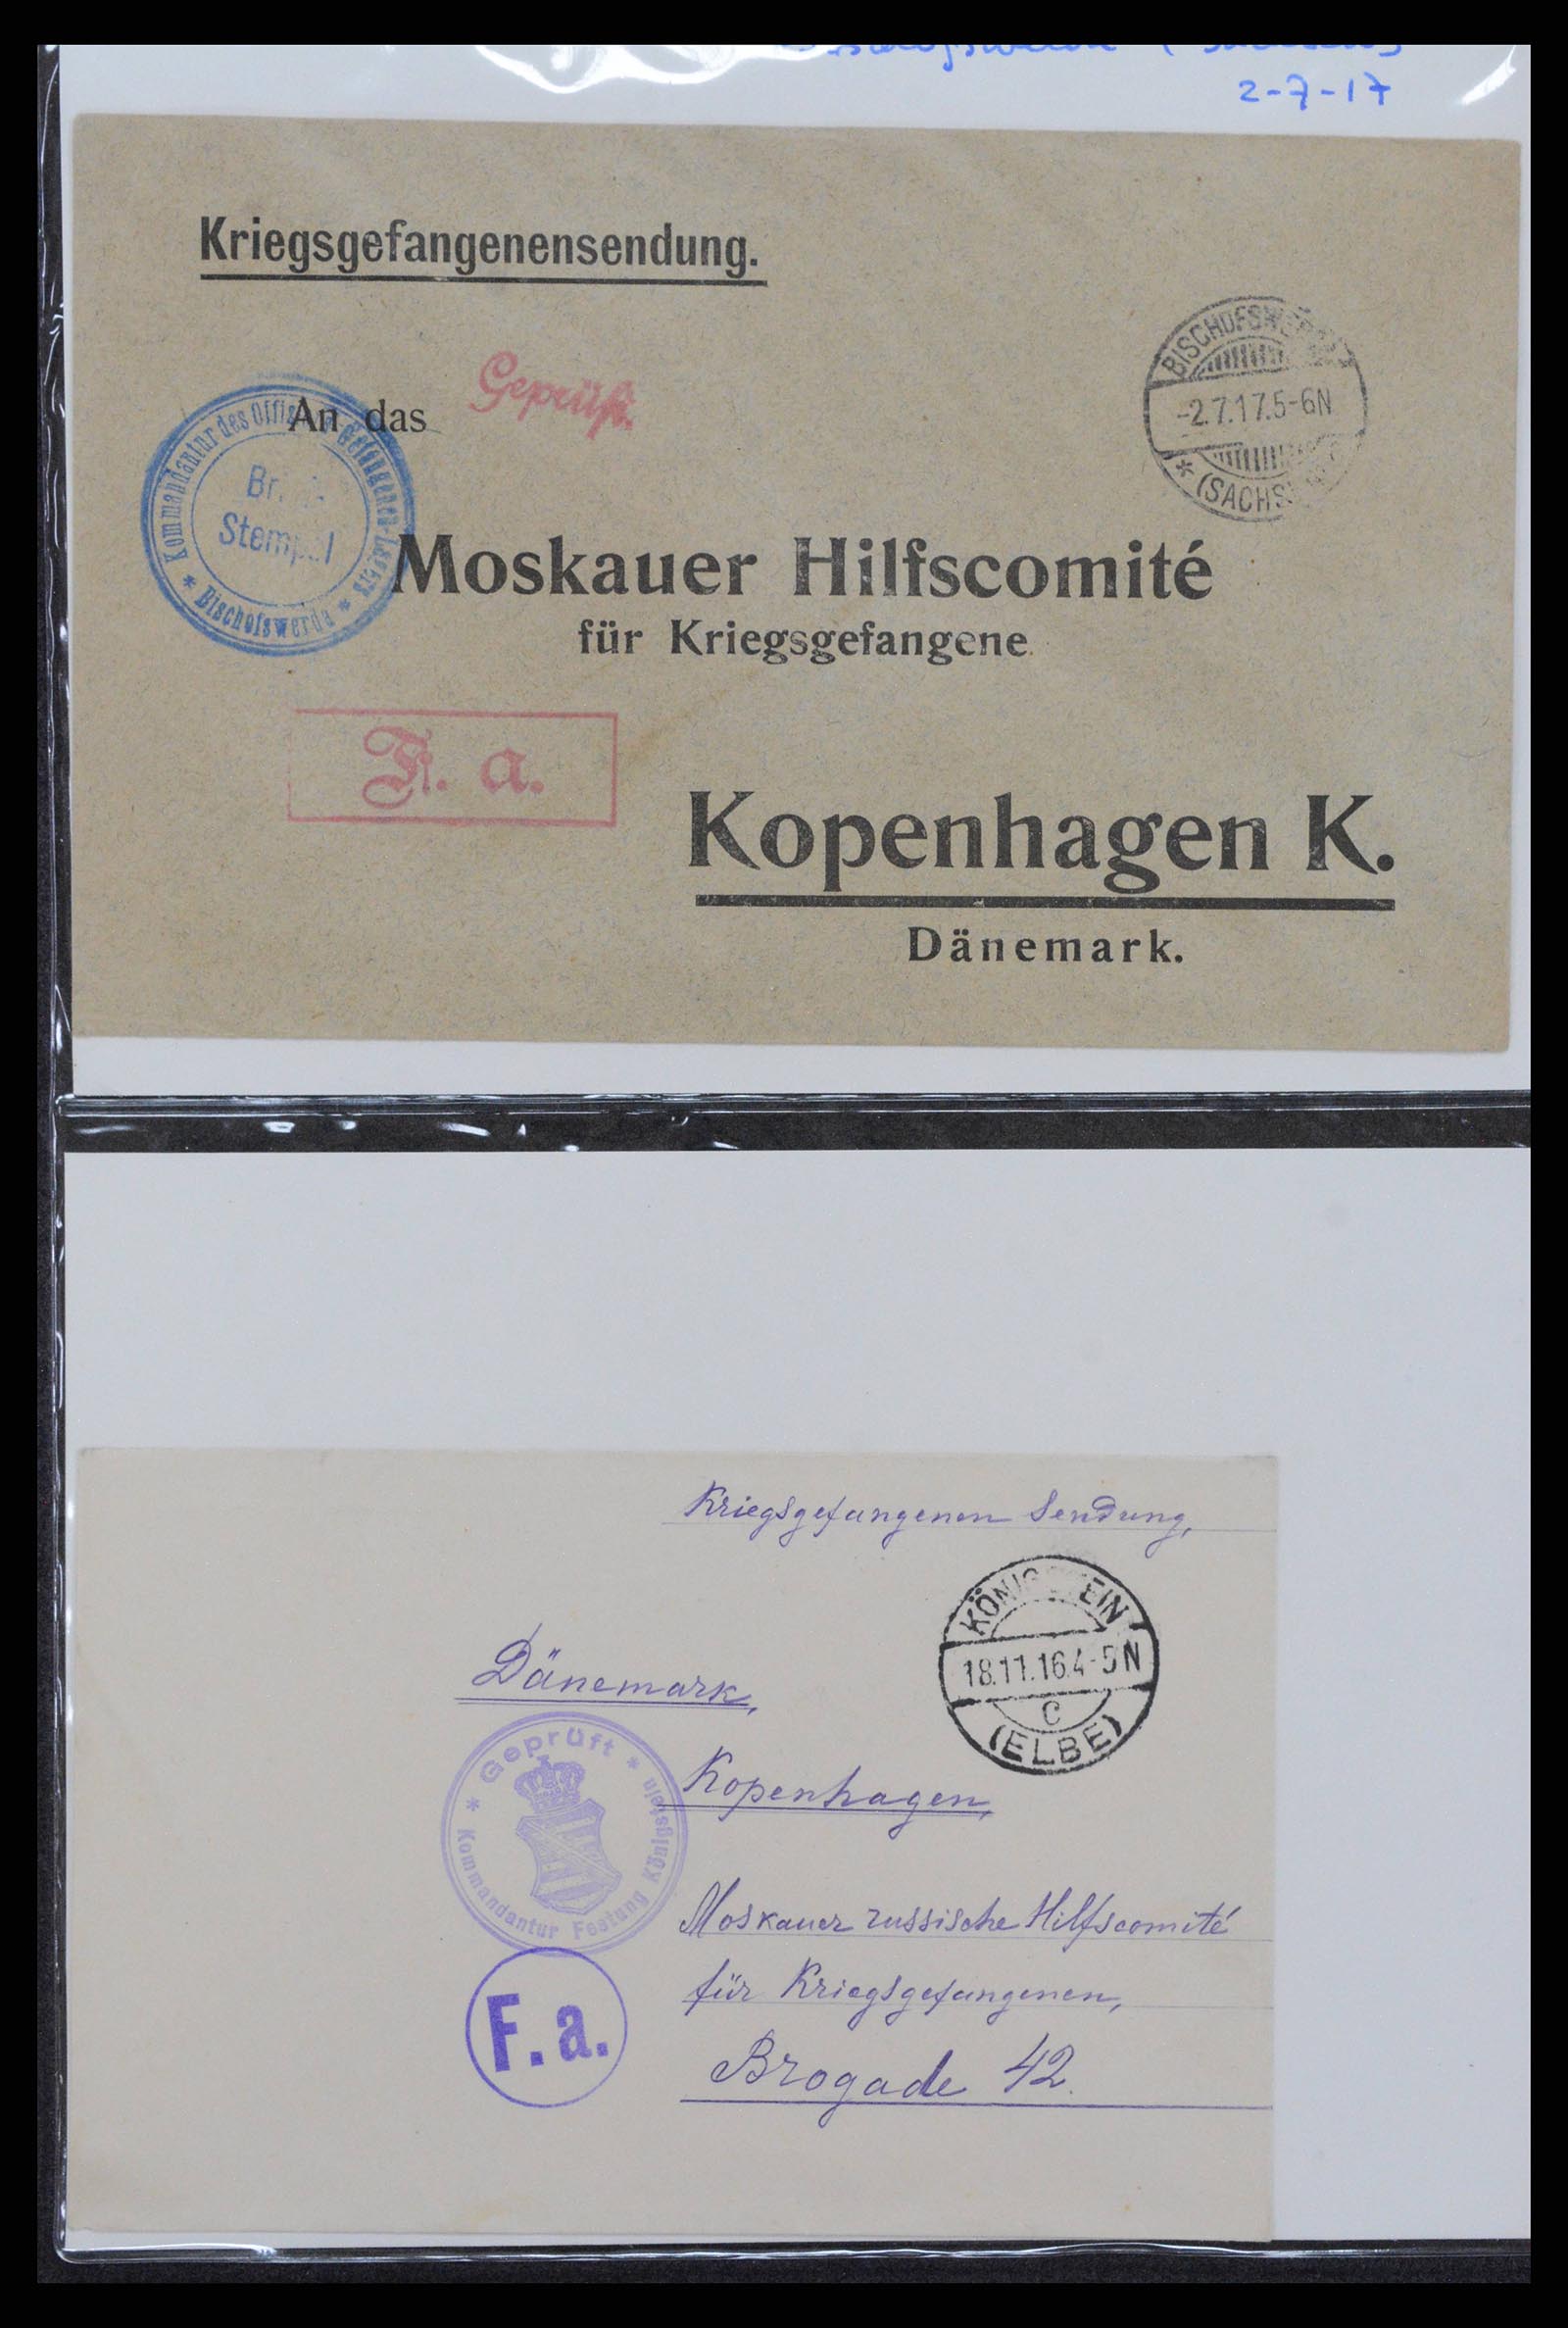 2-7-17
Kriegsgefangenensendung.
Geprüft.
An das
Kommandantur des Offizier-Gefangenen-Lagers
* Bischofswerda *
Stempel
BISCHOFSWERDA
-2.7.17.5-6N
* (SACHSEN)
Moskauer Hilfscomité
für Kriegsgefangene.
F. a.
Kopenhagen K.
Dänemark.
Kriegsgefangenen Sendung,
KÖNIGSTEIN
18.11.16.4-5N
c
(ELBE)
Dänemark,
* Geprüft *
Kommandantur Festung Königstein
Kopenhagen,
Moskauer russische Hilfscomité
für Kriegsgefangenen,
F. a.
Brogade 42.